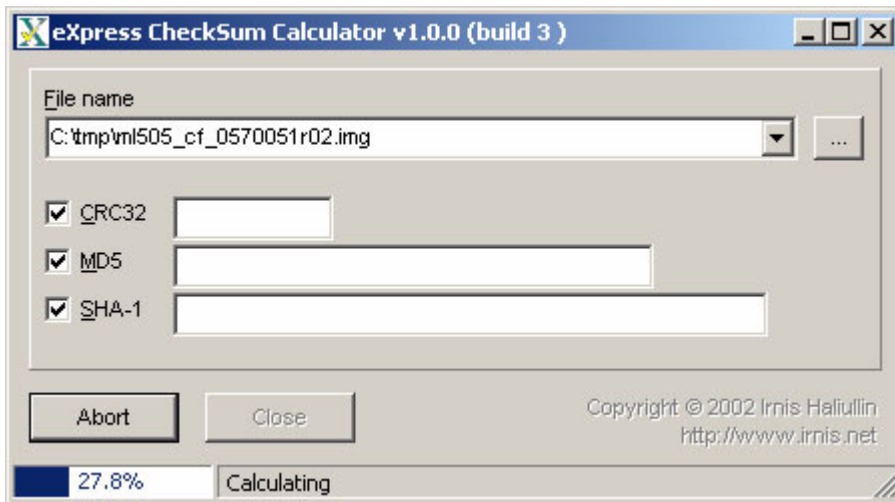 eXpress CheckSum Calculator v1.0.0 (build 3 )
File name
C:\tmp\ml505_cf_0570051r02.img
...
CRC32
MD5
SHA-1
Abort
Close
Copyright © 2002 Irnis Haliullin
http://www.irnis.net
27.8%
Calculating